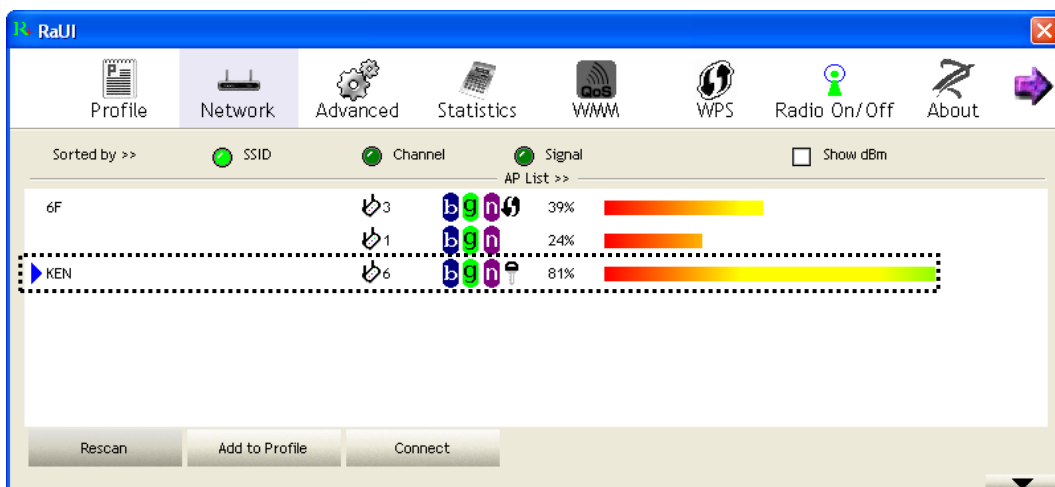 RaUI
Profile Network Advanced Statistics WMM WPS Radio On/Off About
Sorted by >> SSID Channel Signal Show dBm
AP List >>
6F 3 b g n 39%
1 b g n 24%
KEN 6 b g n 81%
Rescan Add to Profile Connect